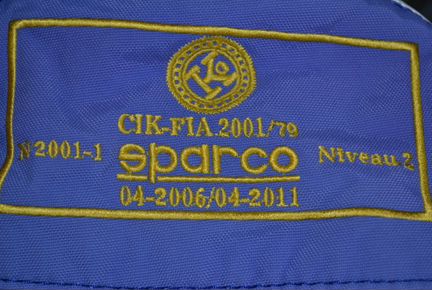 CIK-FIA.2001/79
N 2001-1 sparco Niveau 2
04-2006/04-2011